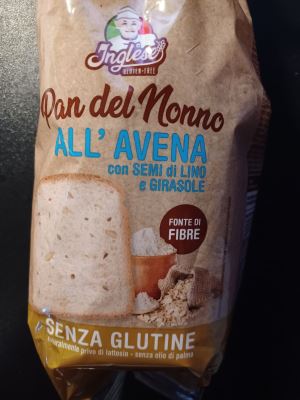 Inglese
GLUTEN-FREE
Pan del Nonno
ALL' AVENA
con SEMI di LINO
e GIRASOLE
FONTE DI
FIBRE
SENZA GLUTINE
naturalmente privo di lattosio - senza olio di palma